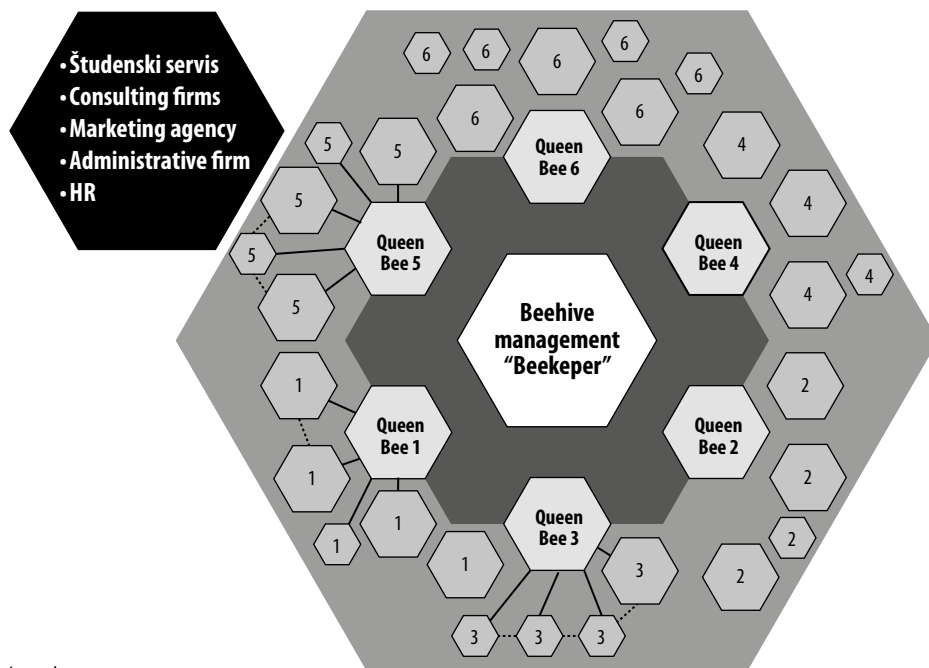 •Študenski servis
•Consulting firms
•Marketing agency
•Administrative firm
•HR
6
6
6
6
6
6
6
Queen
Bee 6
5
5
5
5
5
Queen
Bee 5
4
4
4
4
Queen
Bee 4
Beehive
management
“Beekeper”
1
1
1
1
1
Queen
Bee 1
2
2
2
2
Queen
Bee 2
Queen
Bee 3
3
3
3
3